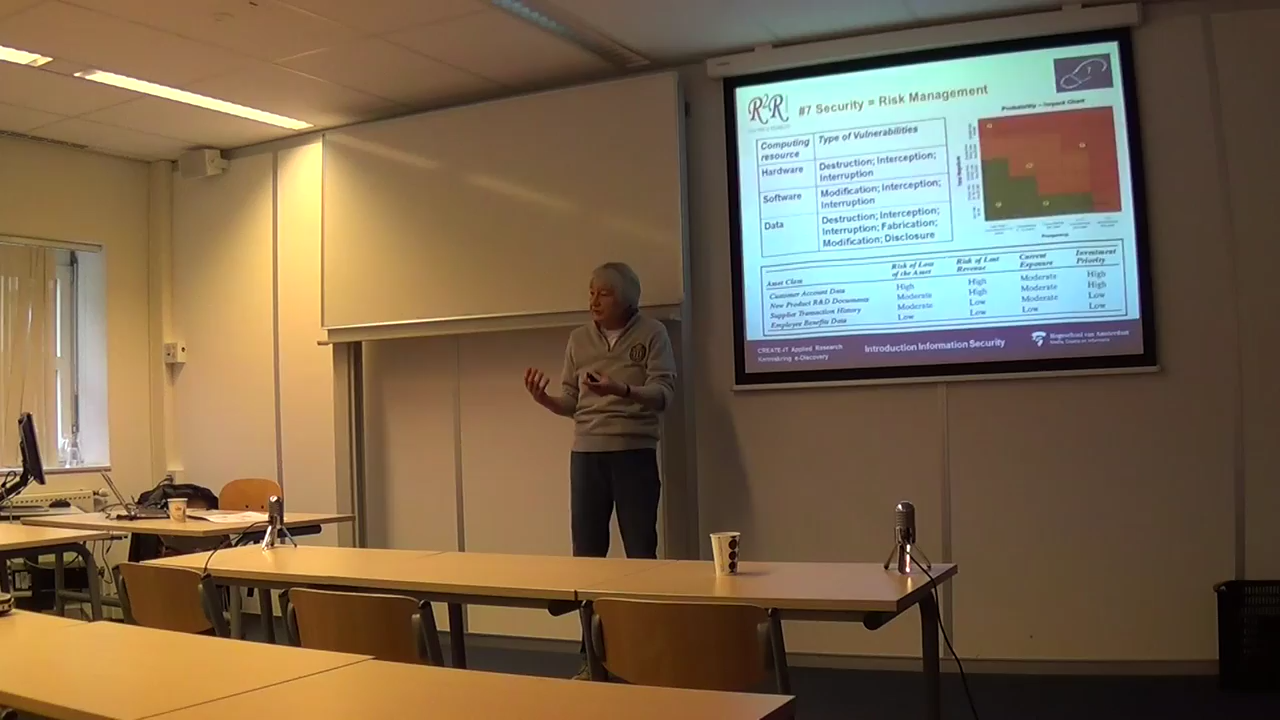 R2R
#7 Security = Risk Management
Probability – Impact Chart
Computing resource
Type of Vulnerabilities
Hardware
Destruction; Interception;
Interruption
Software
Modification; Interception;
Interruption
Data
Destruction; Interception;
Interruption; Fabrication;
Modification; Disclosure
Frequency
Asset Class
Risk of Loss of the Asset
Risk of Lost Revenue
Current Exposure
Investment Priority
Customer Account Data High High Moderate High
New Product R&D Documents Moderate High Moderate High
Supplier Transaction History Moderate Low Moderate Low
Employee Benefits Data Low Low Low Low
CREATE-IT Applied Research
Kenniskring e-Discovery
Introduction Information Security
Hogeschool van Amsterdam